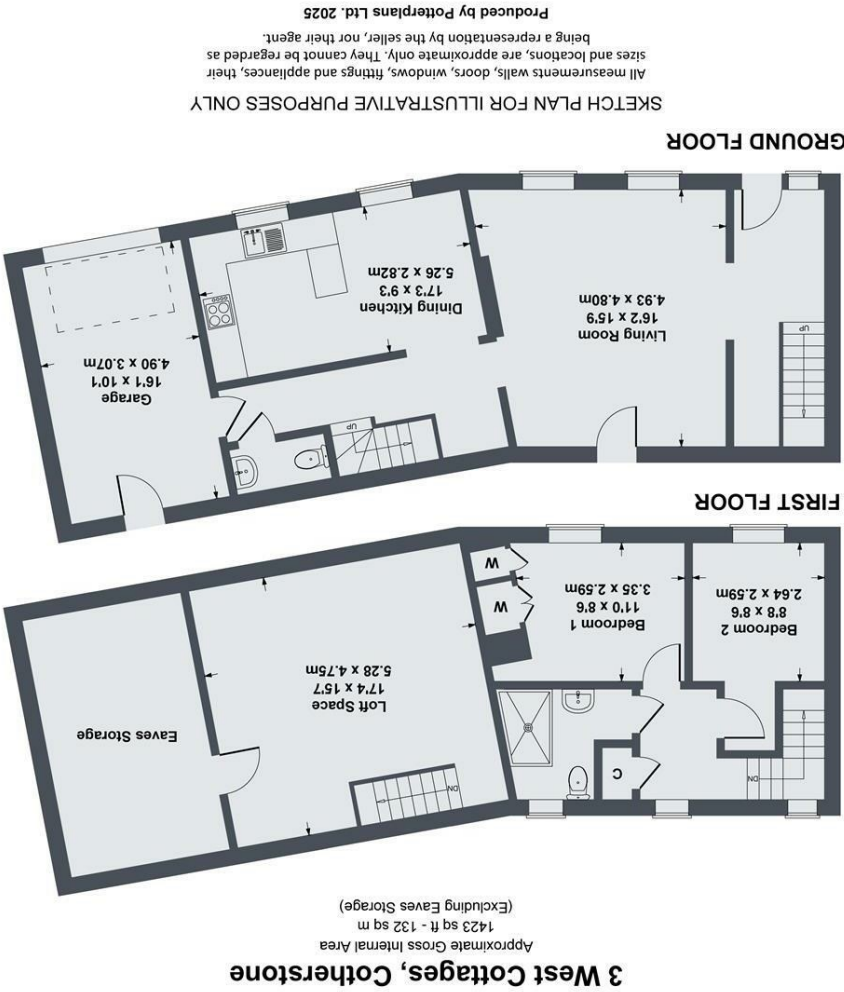 3 West Cottages, Cotherstone
Approximate Gross Internal Area
1423 sq ft - 132 sq m
(Excluding Eaves Storage)
DN
C
DN
Loft Space
17'4 x 15'7
5.28 x 4.75m
Eaves Storage
Bedroom 2
8'8 x 8'6
2.64 x 2.59m
Bedroom 1
11'0 x 8'6
3.35 x 2.59m
W
W
FIRST FLOOR
UP
UP
Living Room
16'2 x 15'9
4.93 x 4.80m
Dining Kitchen
17'3 x 9'3
5.26 x 2.82m
Garage
16'1 x 10'1
4.90 x 3.07m
GROUND FLOOR
SKETCH PLAN FOR ILLUSTRATIVE PURPOSES ONLY
All measurements walls, doors, windows, fittings and appliances, their
sizes and locations, are approximate only. They cannot be regarded as
being a representation by the seller, nor their agent.
Produced by Potterplans Ltd. 2025